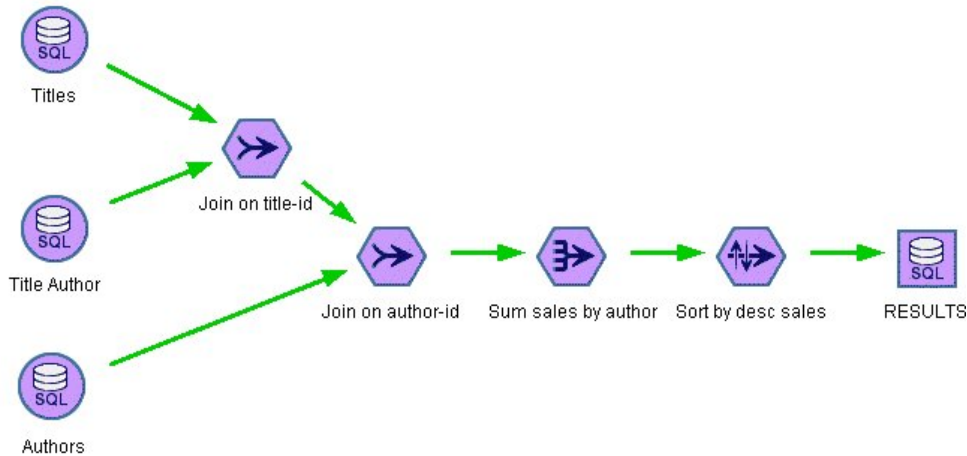 SQL
Titles
Join on title-id
SQL
Title Author
Join on author-id
Sum sales by author
Sort by desc sales
SQL
RESULTS
SQL
Authors